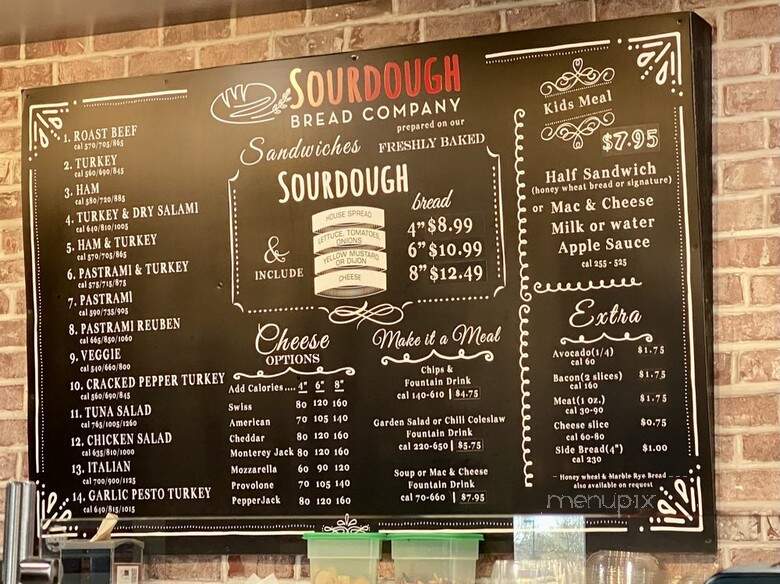 SOURDOUGH
BREAD COMPANY
prepared on our
Sandwiches FRESHLY BAKED
1. ROAST BEEF
cal 570/705/865
2. TURKEY
cal 560/690/845
3. HAM
cal 580/720/885
4. TURKEY & DRY SALAMI
cal 640/810/1005
5. HAM & TURKEY
cal 570/705/865
6. PASTRAMI & TURKEY
cal 575/715/875
7. PASTRAMI
cal 590/735/905
8. PASTRAMI REUBEN
cal 665/850/1060
9. VEGGIE
cal 540/660/800
10. CRACKED PEPPER TURKEY
cal 560/690/845
11. TUNA SALAD
cal 765/1005/1260
12. CHICKEN SALAD
cal 635/810/1000
13. ITALIAN
cal 700/900/1125
14. GARLIC PESTO TURKEY
cal 640/815/1015
SOURDOUGH
bread
& INCLUDE
HOUSE SPREAD
LETTUCE, TOMATOES,
ONIONS
YELLOW MUSTARD
OR DIJON
CHEESE
4" $8.99
6" $10.99
8" $12.49
Cheese
OPTIONS
Add Calories.... 4" 6" 8"
Swiss 80 120 160
American 70 105 140
Cheddar 80 120 160
Monterey Jack 80 120 160
Mozzarella 60 90 120
Provolone 70 105 140
PepperJack 80 120 160
Make it a Meal
Chips &
Fountain Drink
cal 140-610 | $4.75
Garden Salad or Chili Coleslaw
Fountain Drink
cal 220-650 | $5.75
Soup or Mac & Cheese
Fountain Drink
cal 70-660 | $7.95
Kids Meal
$7.95
Half Sandwich
(honey wheat bread or signature)
or Mac & Cheese
Milk or water
Apple Sauce
cal 255 - 525
Extra
Avocado(1/4) $1.75
cal 60
Bacon(2 slices) $1.75
cal 160
Meat(1 oz.) $1.75
cal 30-90
Cheese slice $0.75
cal 60-80
Side Bread(4") $1.00
cal 230
Honey wheat & Marble Rye Bread
also available on request
menupix